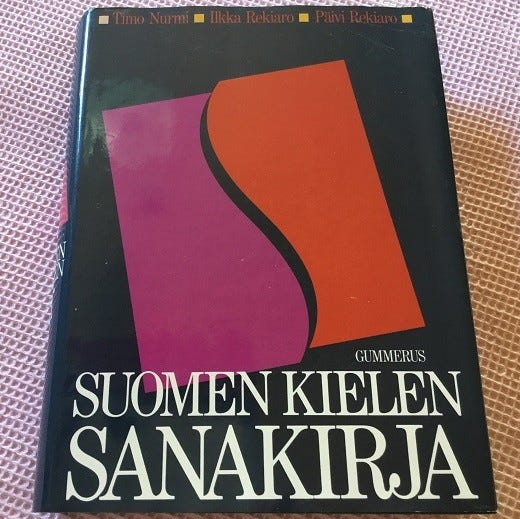 Timo Nurmi Ilkka Rekiaro Päivi Rekiaro
GUMMERUS
SUOMEN KIELEN
SANAKIRJA